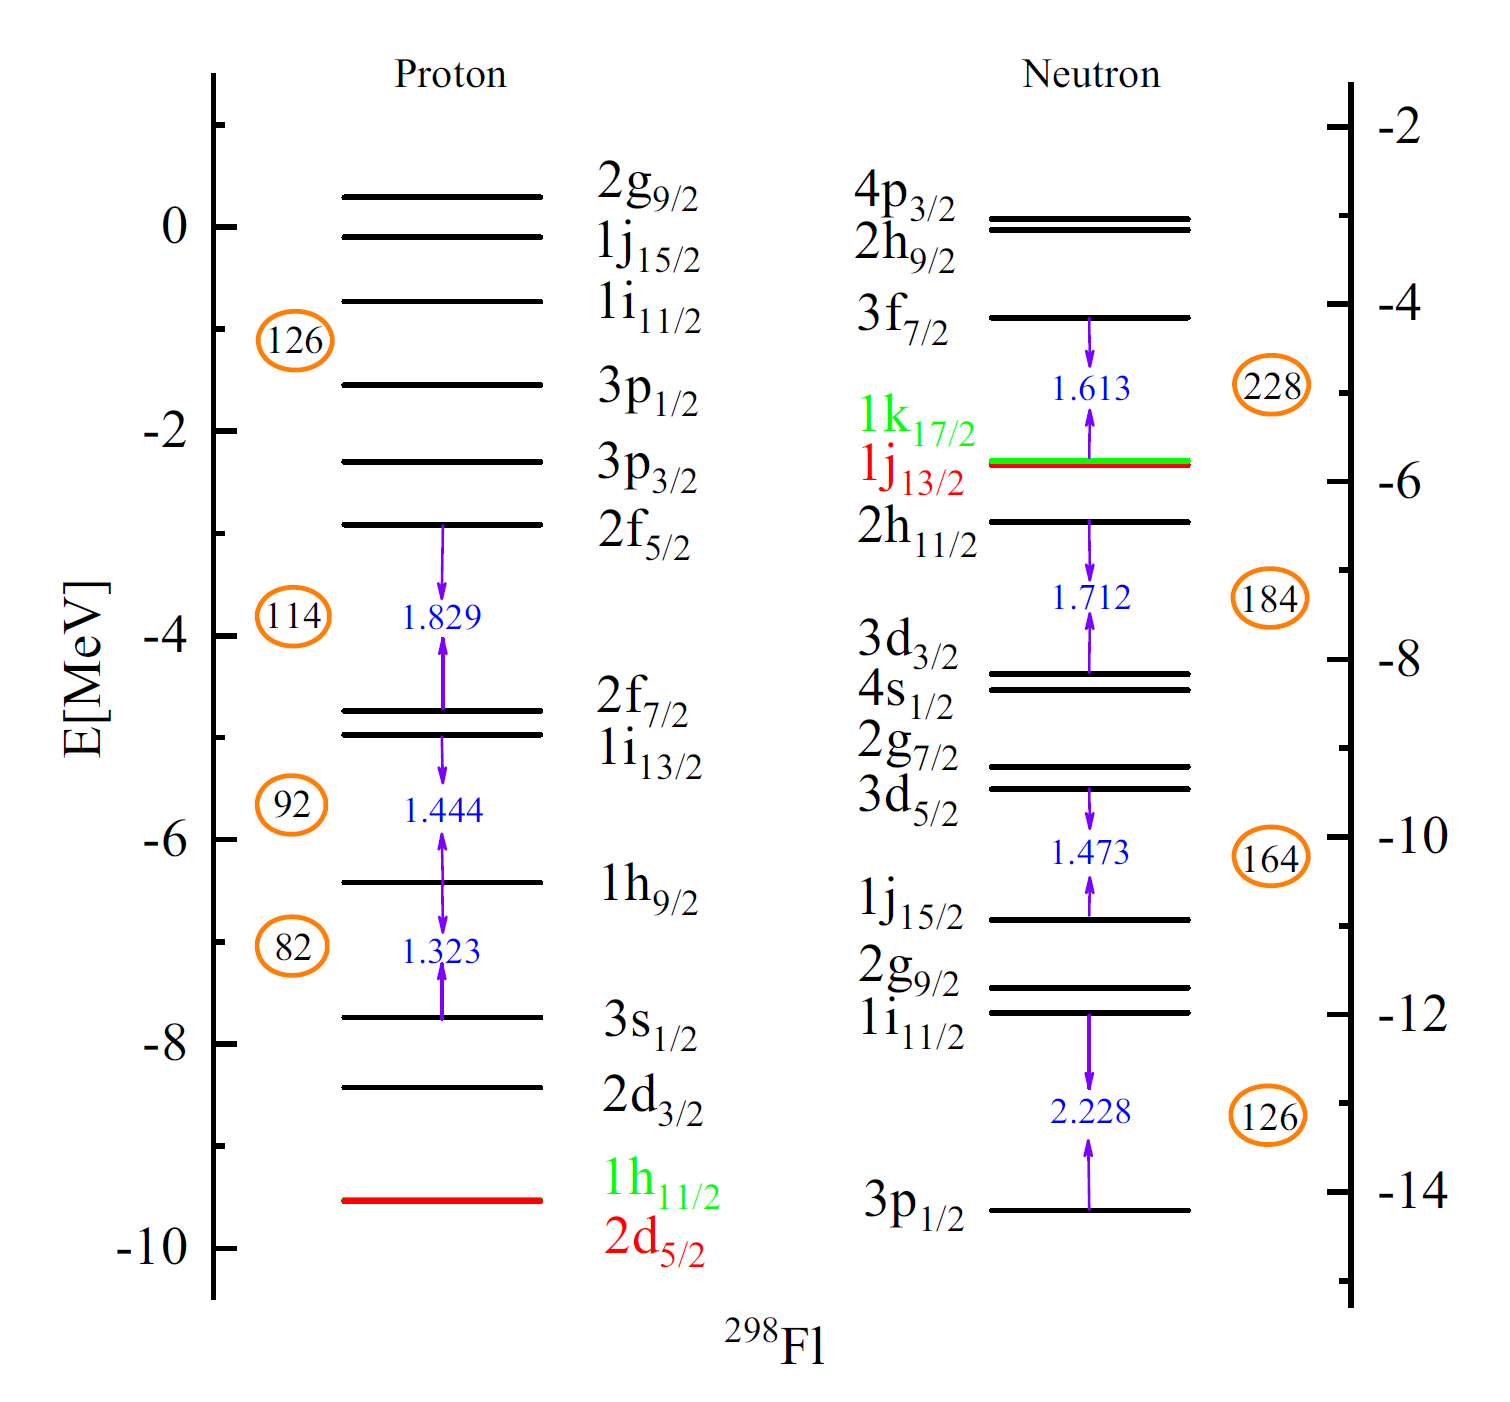 Proton
Neutron
E[MeV]
0
-2
-4
-6
-8
-10
126
114
92
82
2g9/2
1j15/2
1i11/2
3p1/2
3p3/2
2f5/2
1.829
2f7/2
1i13/2
1.444
1h9/2
1.323
3s1/2
2d3/2
1h11/2
2d5/2
4p3/2
2h9/2
3f7/2
1.613
1k17/2
1j13/2
2h11/2
1.712
3d3/2
4s1/2
2g7/2
3d5/2
1.473
1j15/2
2g9/2
1i11/2
2.228
3p1/2
228
184
164
126
-2
-4
-6
-8
-10
-12
-14
298Fl